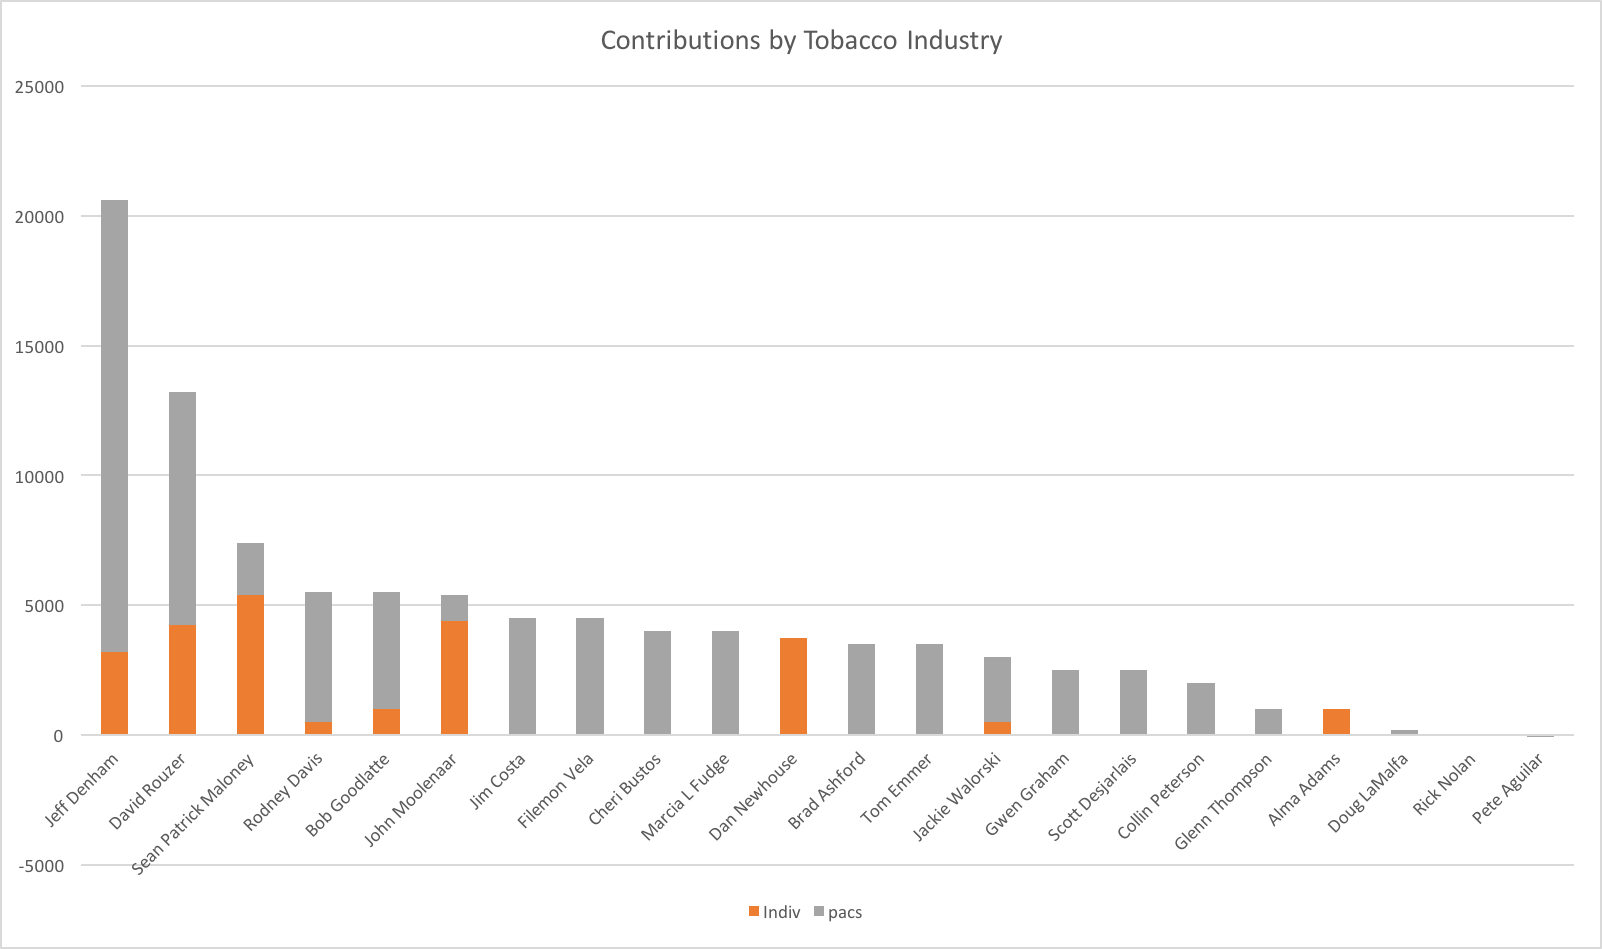 Contributions by Tobacco Industry
25000
20000
15000
10000
5000
0
-5000
Jeff Denham
David Rouzer
Sean Patrick Maloney
Rodney Davis
Bob Goodlatte
John Moolenaar
Jim Costa
Filemon Vela
Cheri Bustos
Marcia L Fudge
Dan Newhouse
Brad Ashford
Tom Emmer
Jackie Walorski
Gwen Graham
Scott Desjarlais
Collin Peterson
Glenn Thompson
Alma Adams
Doug LaMalfa
Rick Nolan
Pete Aguilar
Indiv pacs